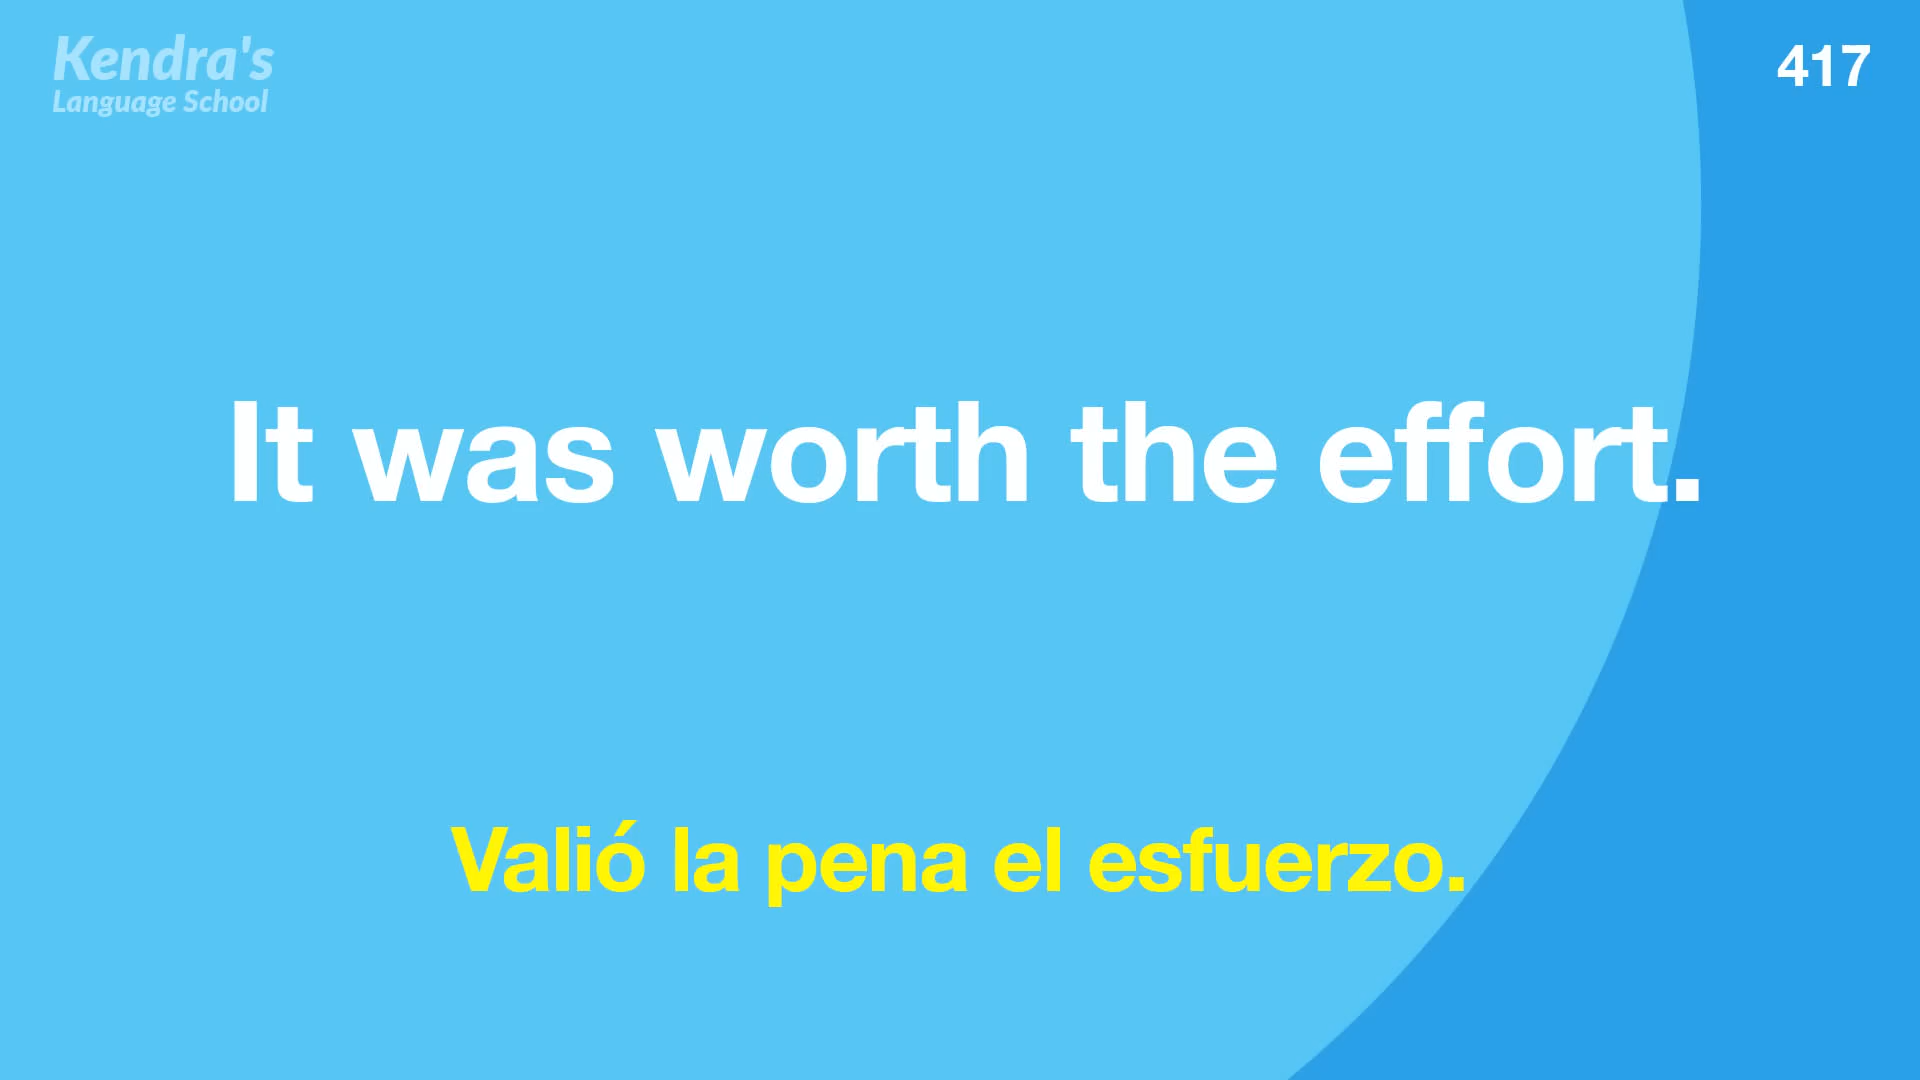 Kendra's
Language School
417
It was worth the effort.
Valió la pena el esfuerzo.